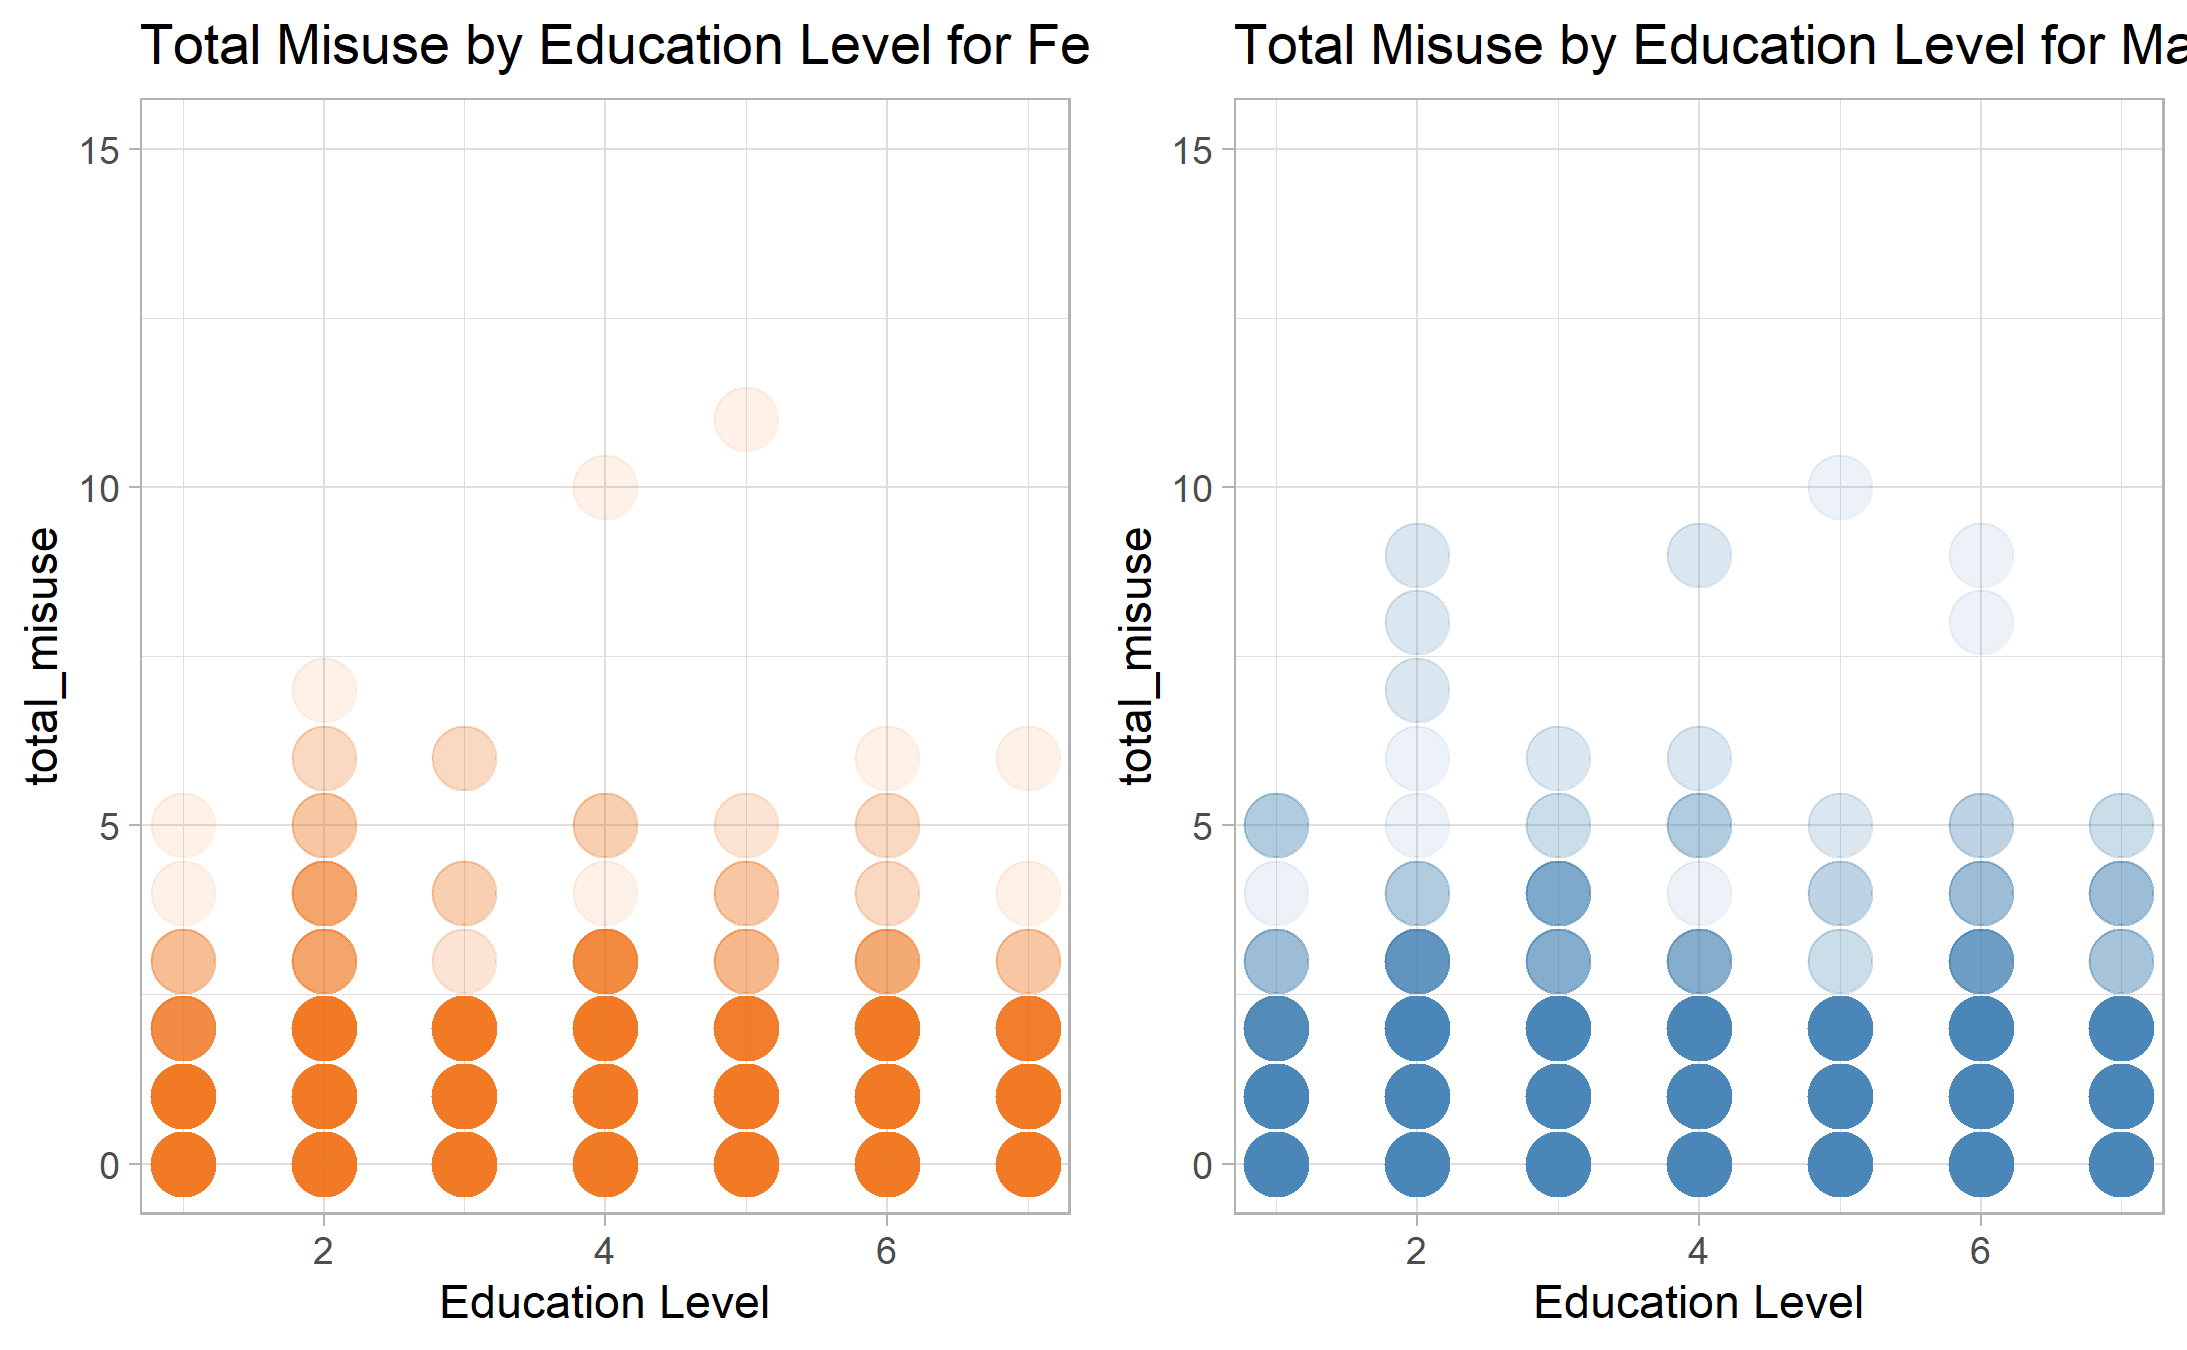 Total Misuse by Education Level for Fe
15
10
5
0
total_misuse
2 4 6
Education Level
Total Misuse by Education Level for Ma
15
10
5
0
total_misuse
2 4 6
Education Level